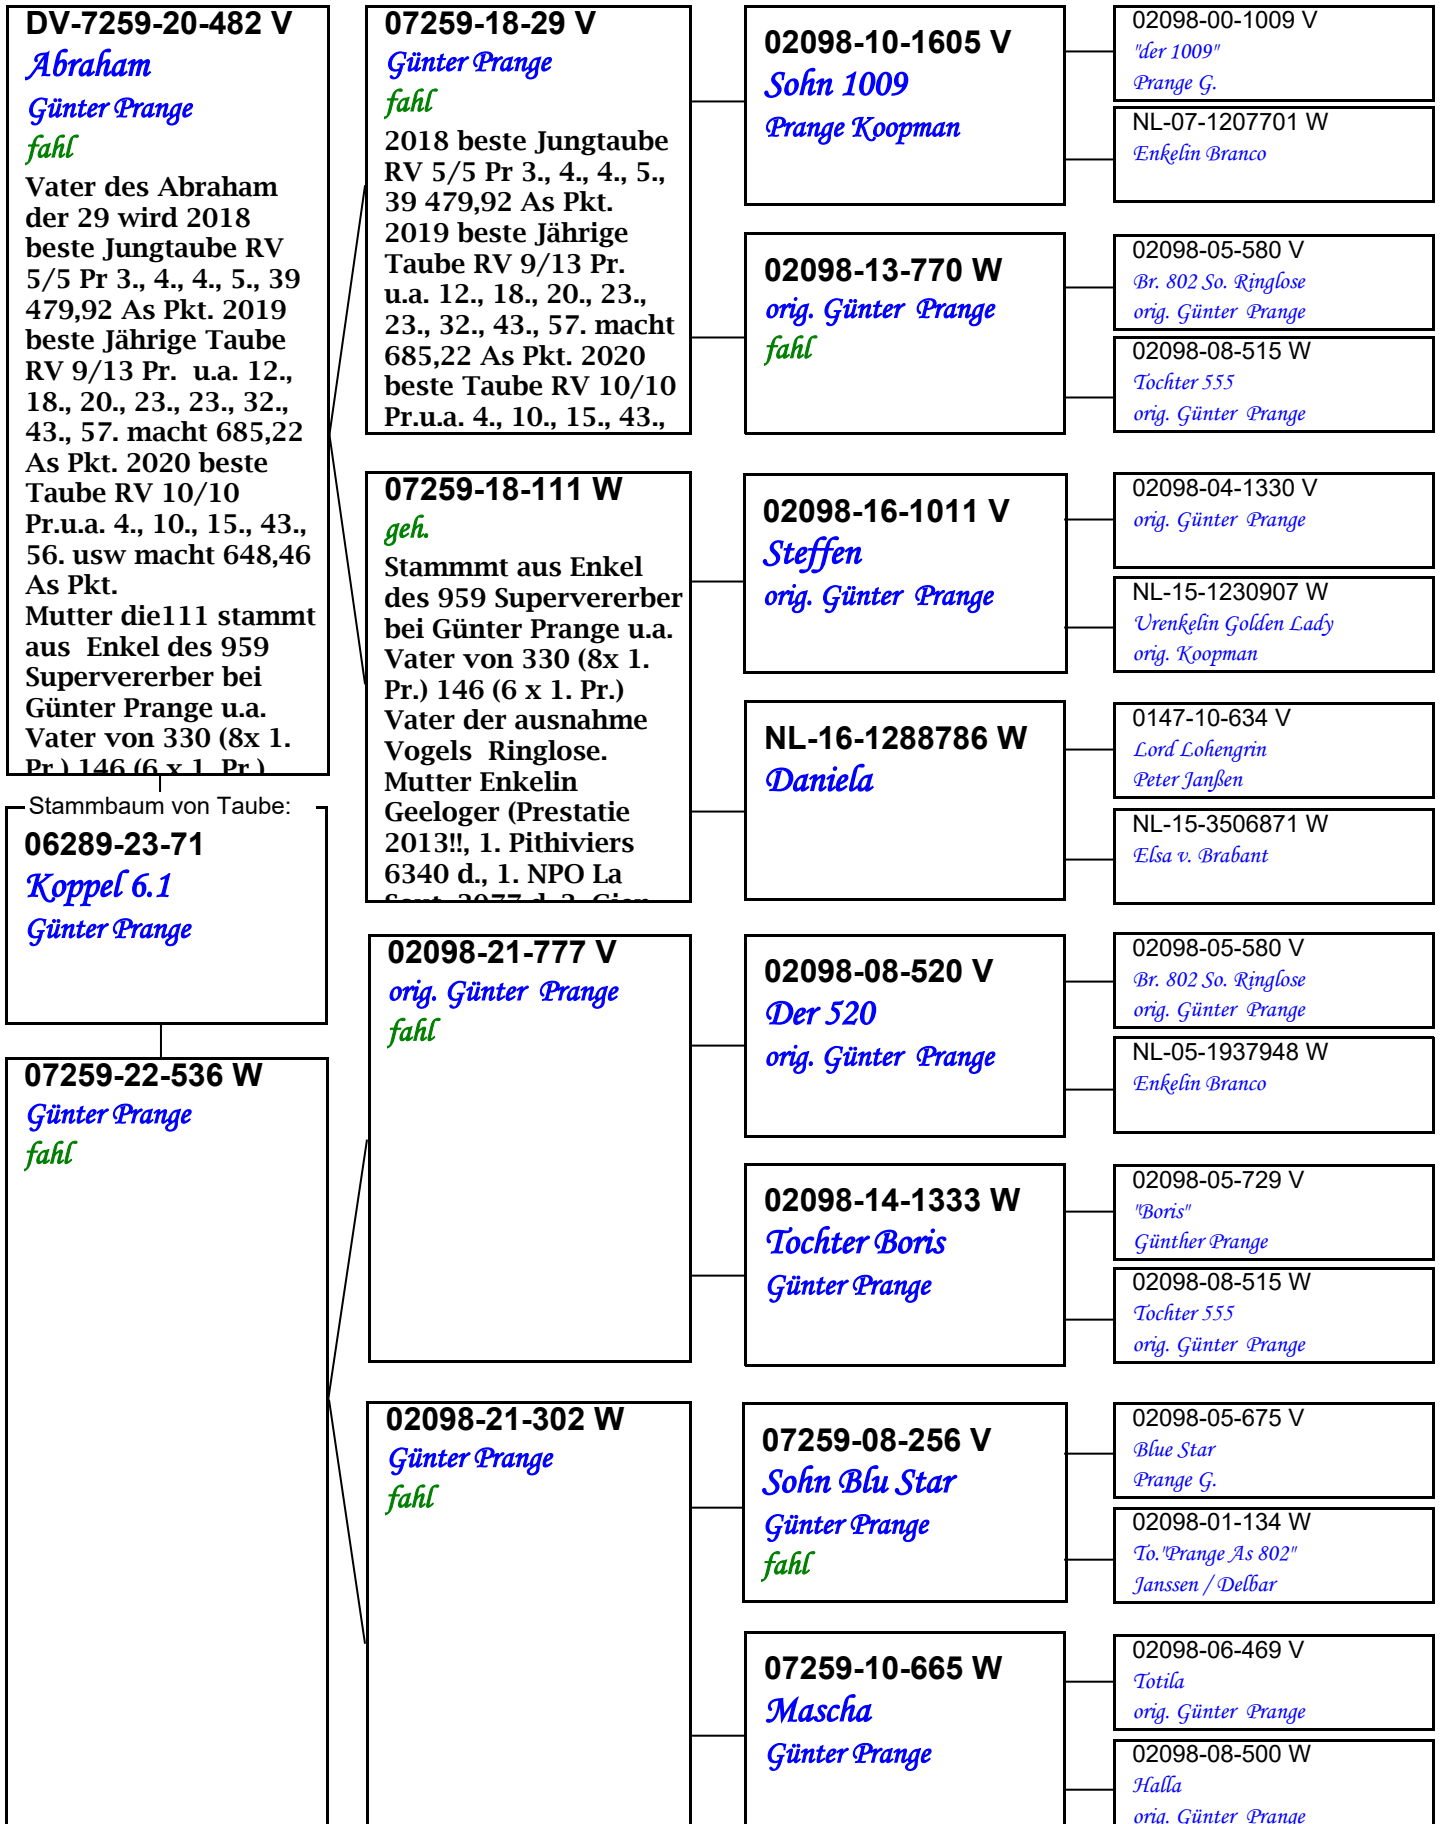 DV-7259-20-482 V
Abraham
Günter Prange
fahl
Vater des Abraham
der 29 wird 2018
beste Jungtaube RV
5/5 Pr 3., 4., 4., 5., 39
479,92 As Pkt. 2019
beste Jährige Taube
RV 9/13 Pr.  u.a. 12.,
18., 20., 23., 23., 32.,
43., 57. macht 685,22
As Pkt. 2020 beste
Taube RV 10/10
Pr.u.a. 4., 10., 15., 43.,
56. usw macht 648,46
As Pkt.
Mutter die111 stammt
aus  Enkel des 959
Supervererber bei
Günter Prange u.a.
Vater von 330 (8x 1.
Pr.) 146 (6 x 1. Pr.)
Stammbaum von Taube:
06289-23-71
Koppel 6.1
Günter Prange
07259-22-536 W
Günter Prange
fahl
07259-18-29 V
Günter Prange
fahl
2018 beste Jungtaube
RV 5/5 Pr 3., 4., 4., 5.,
39 479,92 As Pkt.
2019 beste Jährige
Taube RV 9/13 Pr.
u.a. 12., 18., 20., 23.,
23., 32., 43., 57. macht
685,22 As Pkt. 2020
beste Taube RV 10/10
Pr.u.a. 4., 10., 15., 43.,
07259-18-111 W
geh.
Stammmt aus Enkel
des 959 Supervererber
bei Günter Prange u.a.
Vater von 330 (8x 1.
Pr.) 146 (6 x 1. Pr.)
Vater der ausnahme
Vogels  Ringlose.
Mutter Enkelin
Geeloger (Prestatie
2013!!, 1. Pithiviers
6340 d., 1. NPO La
02098-21-777 V
orig. Günter  Prange
fahl
02098-21-302 W
Günter Prange
fahl
02098-10-1605 V
Sohn 1009
Prange Koopman
02098-13-770 W
orig. Günter  Prange
fahl
02098-16-1011 V
Steffen
orig. Günter  Prange
NL-16-1288786 W
Daniela
02098-08-520 V
Der 520
orig. Günter  Prange
02098-14-1333 W
Tochter Boris
Günter Prange
07259-08-256 V
Sohn Blu Star
Günter Prange
fahl
07259-10-665 W
Mascha
Günter Prange
02098-00-1009 V
"der 1009"
Prange G.
NL-07-1207701 W
Enkelin Branco
02098-05-580 V
Br. 802 So. Ringlose
orig. Günter  Prange
02098-08-515 W
Tochter 555
orig. Günter  Prange
02098-04-1330 V
orig. Günter  Prange
NL-15-1230907 W
Urenkelin Golden Lady
orig. Koopman
0147-10-634 V
Lord Lohengrin
Peter Janßen
NL-15-3506871 W
Elsa v. Brabant
02098-05-580 V
Br. 802 So. Ringlose
orig. Günter  Prange
NL-05-1937948 W
Enkelin Branco
02098-05-729 V
"Boris"
Günther Prange
02098-08-515 W
Tochter 555
orig. Günter  Prange
02098-05-675 V
Blue Star
Prange G.
02098-01-134 W
To."Prange As 802"
Janssen / Delbar
02098-06-469 V
Totila
orig. Günter  Prange
02098-08-500 W
Halla
orig. Günter  Prange